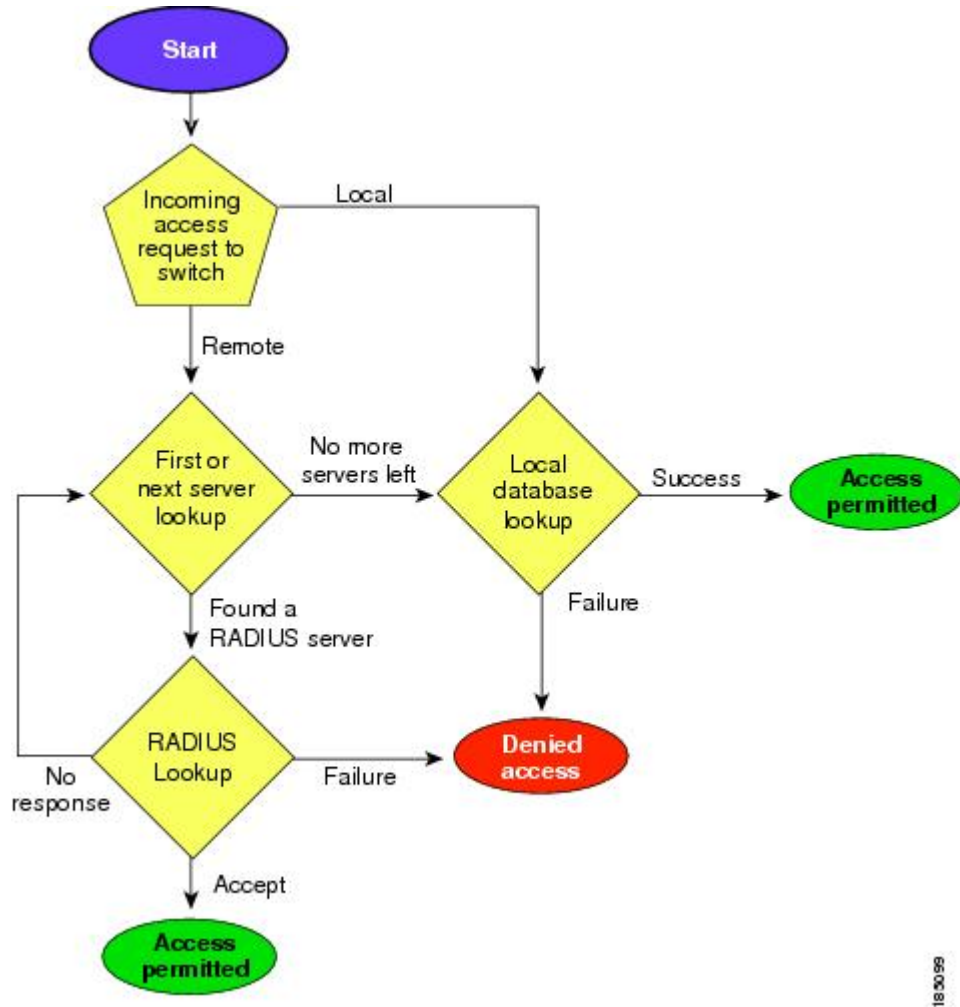 Start
Incoming
access
request to
switch
Local
Remote
First or
next server
lookup
No more
servers left
Local
database
lookup
Success
Access
permitted
Found a
RADIUS server
Failure
RADIUS
Lookup
No
response
Failure
Denied
access
Accept
Access
permitted
185099